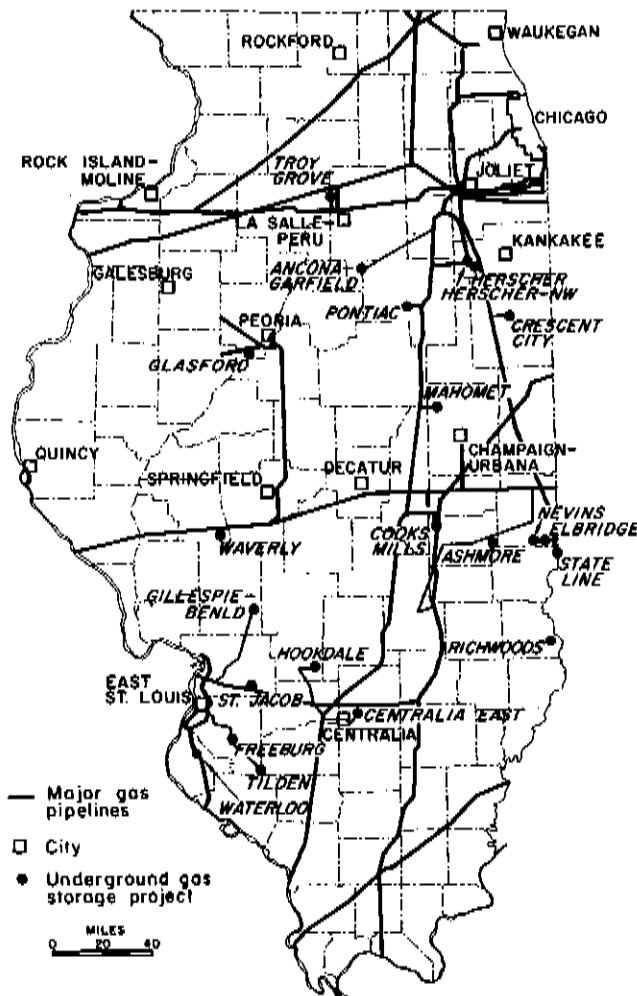 ROCKFORD
WAUKEGAN
CHICAGO
ROCK ISLAND-
MOLINE
TROY
GROVE
JOLIET
LA SALLE-
PERU
KANKAKEE
GALESBURG
ANCONA-
GARFIELD
HERSCHER
HERSCHER-NW
PONTIAC
CRESCENT
CITY
PEORIA
GLASFORD
MAHOMET
QUINCY
CHAMPAIGN-
URBANA
SPRINGFIELD
DECATUR
WAVERLY
COOKS
MILLS
ASHMORE
NEVINS
ELBRIDGE
STATE
LINE
GILLESPIE-
BENLD
HOOKDALE
RICHWOODS
EAST
ST. LOUIS
ST. JACOB
CENTRALIA EAST
CENTRALIA
FREEBURG
TILDEN
WATERLOO
Major gas
pipelines
City
Underground gas
storage project
MILES
0 20 40